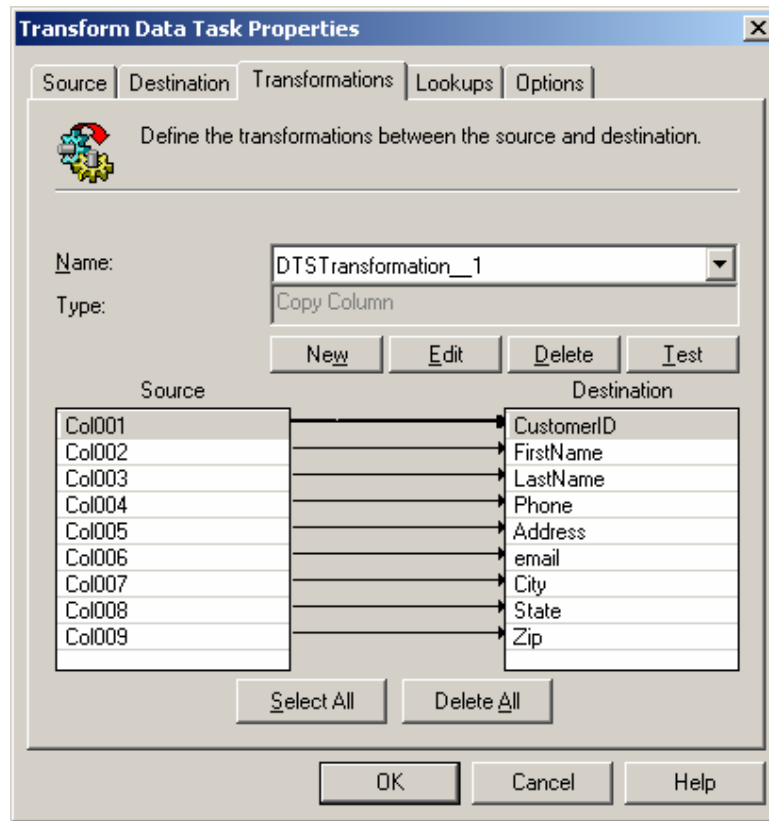 Transform Data Task Properties
Source Destination Transformations Lookups Options
Define the transformations between the source and destination.
Name: DTSTransformation__1
Type: Copy Column
New Edit Delete Test
Source Destination
Col001 CustomerID
Col002 FirstName
Col003 LastName
Col004 Phone
Col005 Address
Col006 email
Col007 City
Col008 State
Col009 Zip
Select All Delete All
OK Cancel Help